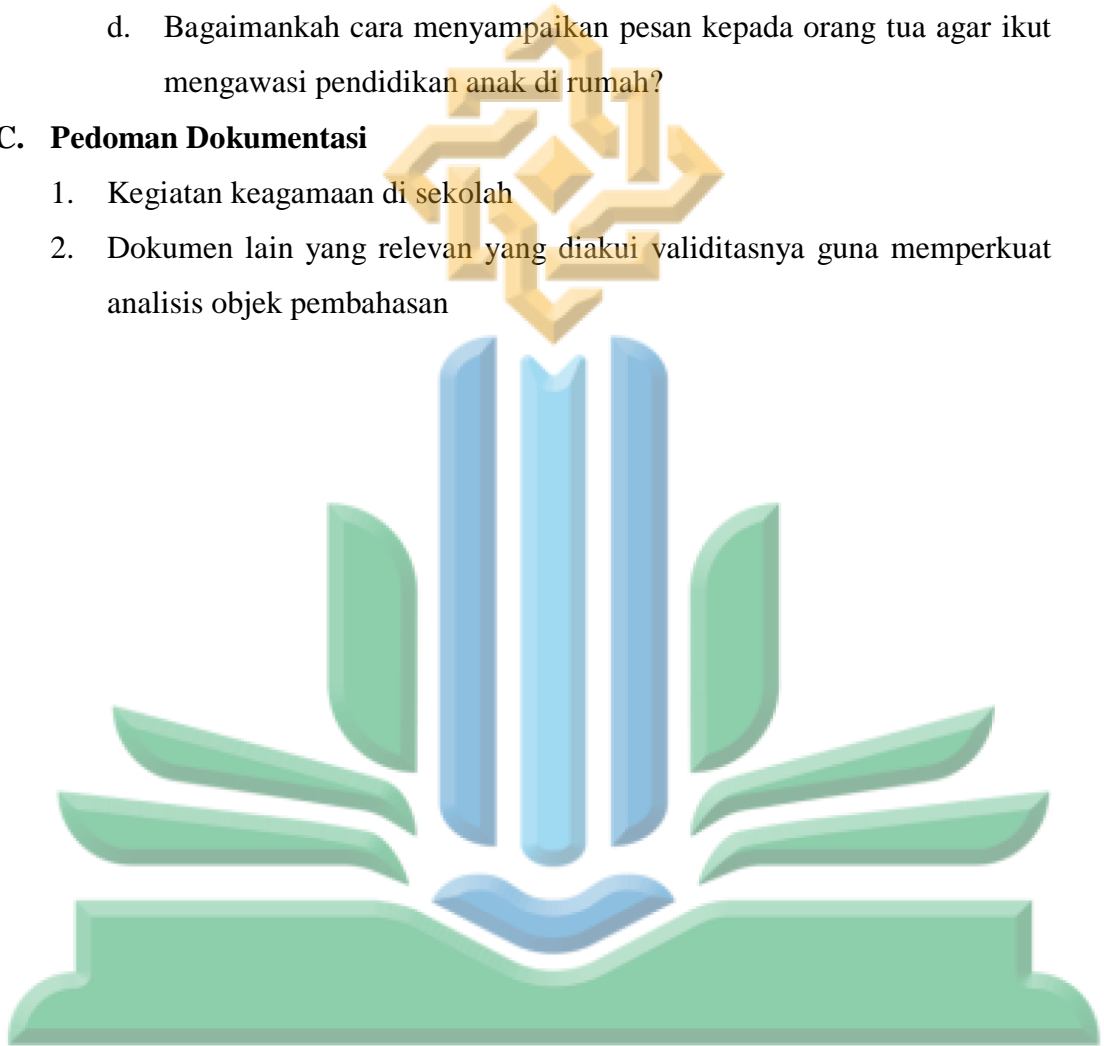 d. Bagaimankah cara menyampaikan pesan kepada orang tua agar ikut
mengawasi pendidikan anak di rumah?
C. Pedoman Dokumentasi
1. Kegiatan keagamaan di sekolah
2. Dokumen lain yang relevan yang diakui validitasnya guna memperkuat
analisis objek pembahasan